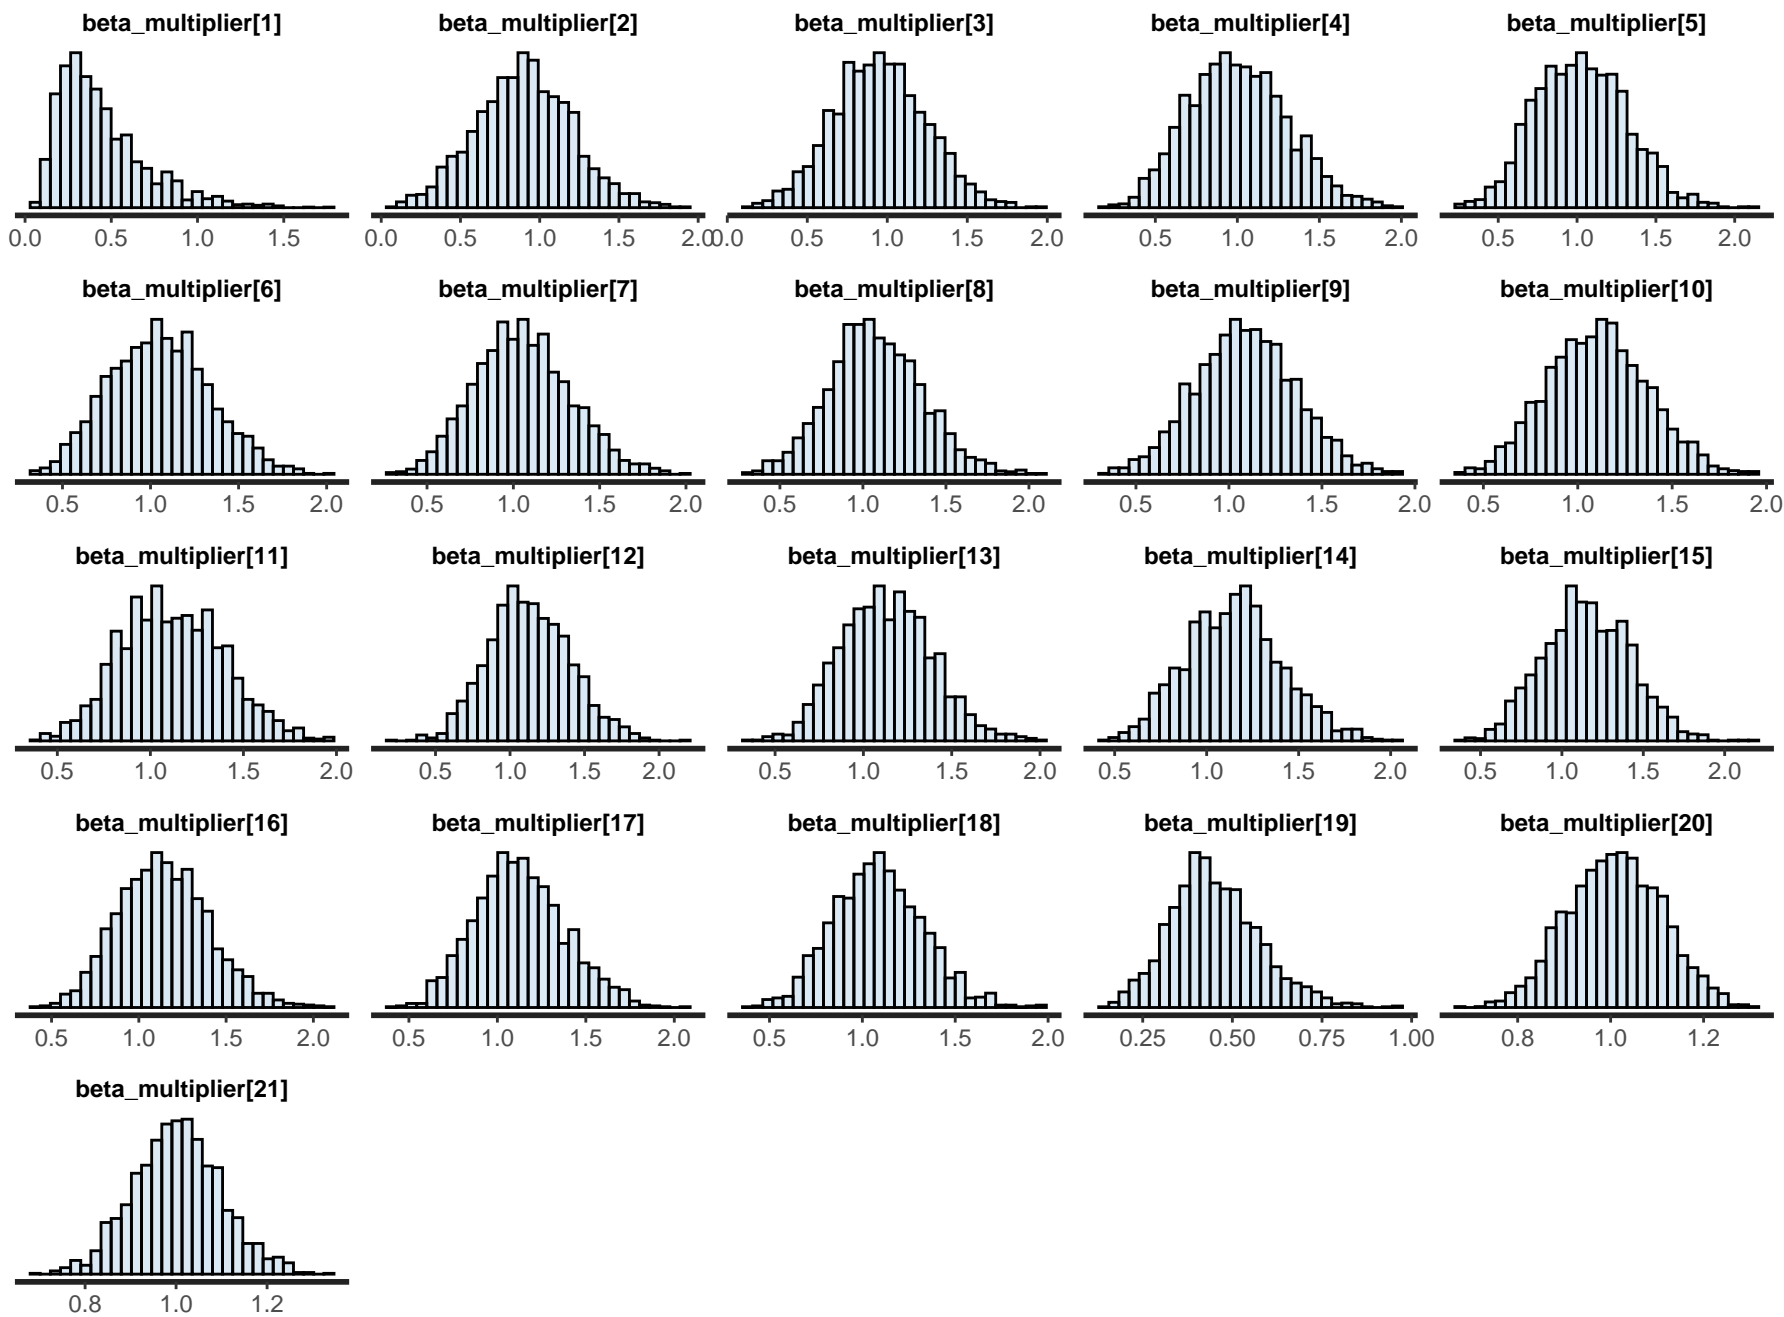 beta_multiplier[1] beta_multiplier[2] beta_multiplier[3] beta_multiplier[4] beta_multiplier[5]
0.0 0.5 1.0 1.5 0.0 0.5 1.0 1.5 2.0 0.0 0.5 1.0 1.5 2.0 0.5 1.0 1.5 2.0 0.5 1.0 1.5 2.0
beta_multiplier[6] beta_multiplier[7] beta_multiplier[8] beta_multiplier[9] beta_multiplier[10]
0.5 1.0 1.5 2.0 0.5 1.0 1.5 2.0 0.5 1.0 1.5 2.0 0.5 1.0 1.5 2.0 0.5 1.0 1.5 2.0
beta_multiplier[11] beta_multiplier[12] beta_multiplier[13] beta_multiplier[14] beta_multiplier[15]
0.5 1.0 1.5 2.0 0.5 1.0 1.5 2.0 0.5 1.0 1.5 2.0 0.5 1.0 1.5 2.0 0.5 1.0 1.5 2.0
beta_multiplier[16] beta_multiplier[17] beta_multiplier[18] beta_multiplier[19] beta_multiplier[20]
0.5 1.0 1.5 2.0 0.5 1.0 1.5 2.0 0.5 1.0 1.5 2.0 0.25 0.50 0.75 1.00 0.8 1.0 1.2
beta_multiplier[21]
0.8 1.0 1.2